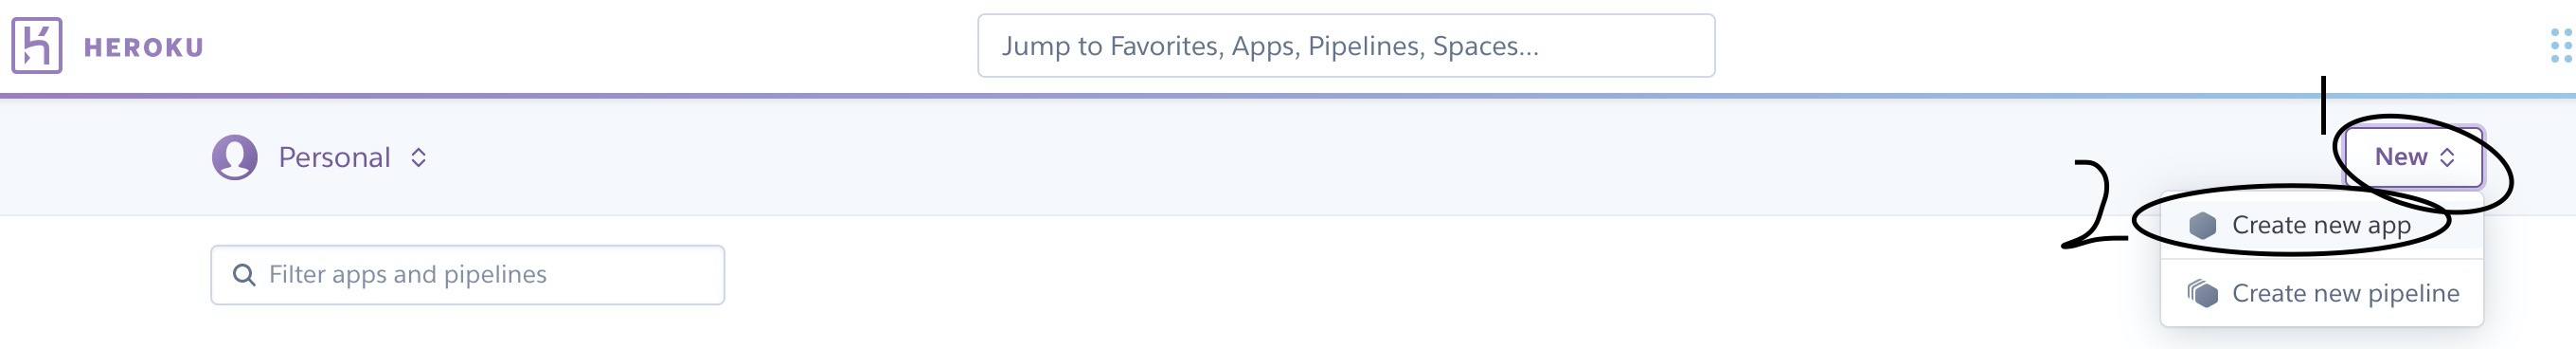 HEROKU
Jump to Favorites, Apps, Pipelines, Spaces...
1
Personal
New
2
Create new app
Filter apps and pipelines
Create new pipeline